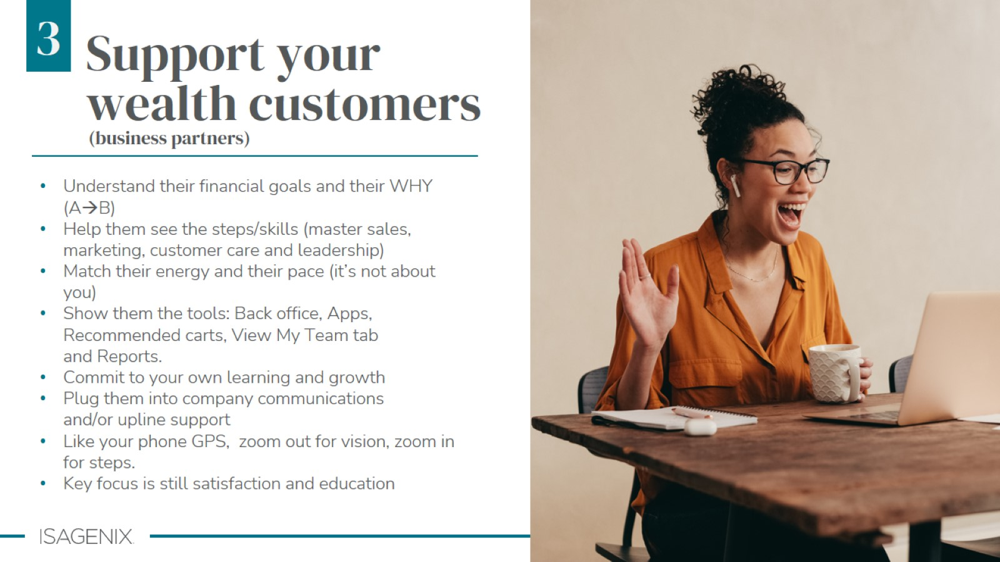 3
Support your
wealth customers
(business partners)
• Understand their financial goals and their WHY
(A→B)
• Help them see the steps/skills (master sales,
marketing, customer care and leadership)
• Match their energy and their pace (it’s not about
you)
• Show them the tools: Back office, Apps,
Recommended carts, View My Team tab
and Reports.
• Commit to your own learning and growth
• Plug them into company communications
and/or upline support
• Like your phone GPS,  zoom out for vision, zoom in
for steps.
• Key focus is still satisfaction and education
ISAGENIX